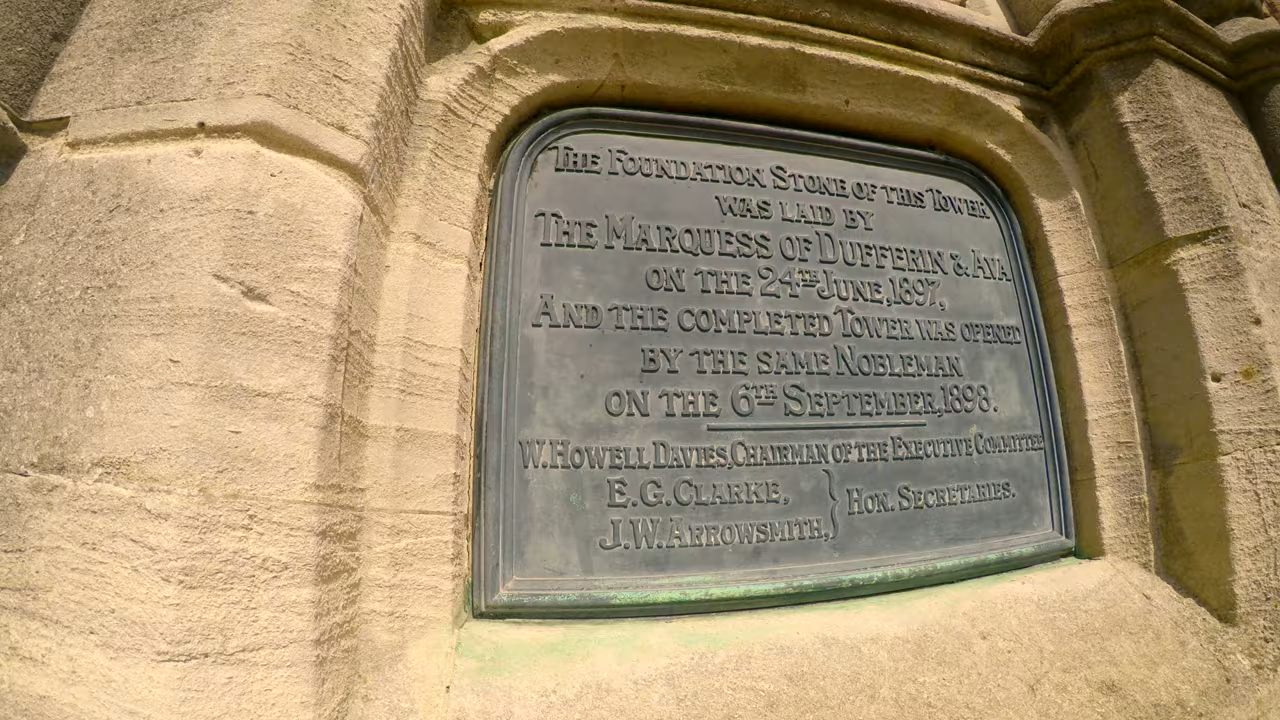 The Foundation Stone of this Tower
was laid by
The Marquess of Dufferin & Ava
on the 24th June, 1897,
And the completed Tower was opened
by the same Nobleman
on the 6th September, 1898.
W. Howell Davies, Chairman of the Executive Committee
E. G. Clarke,
J. W. Arrowsmith, } Hon. Secretaries.